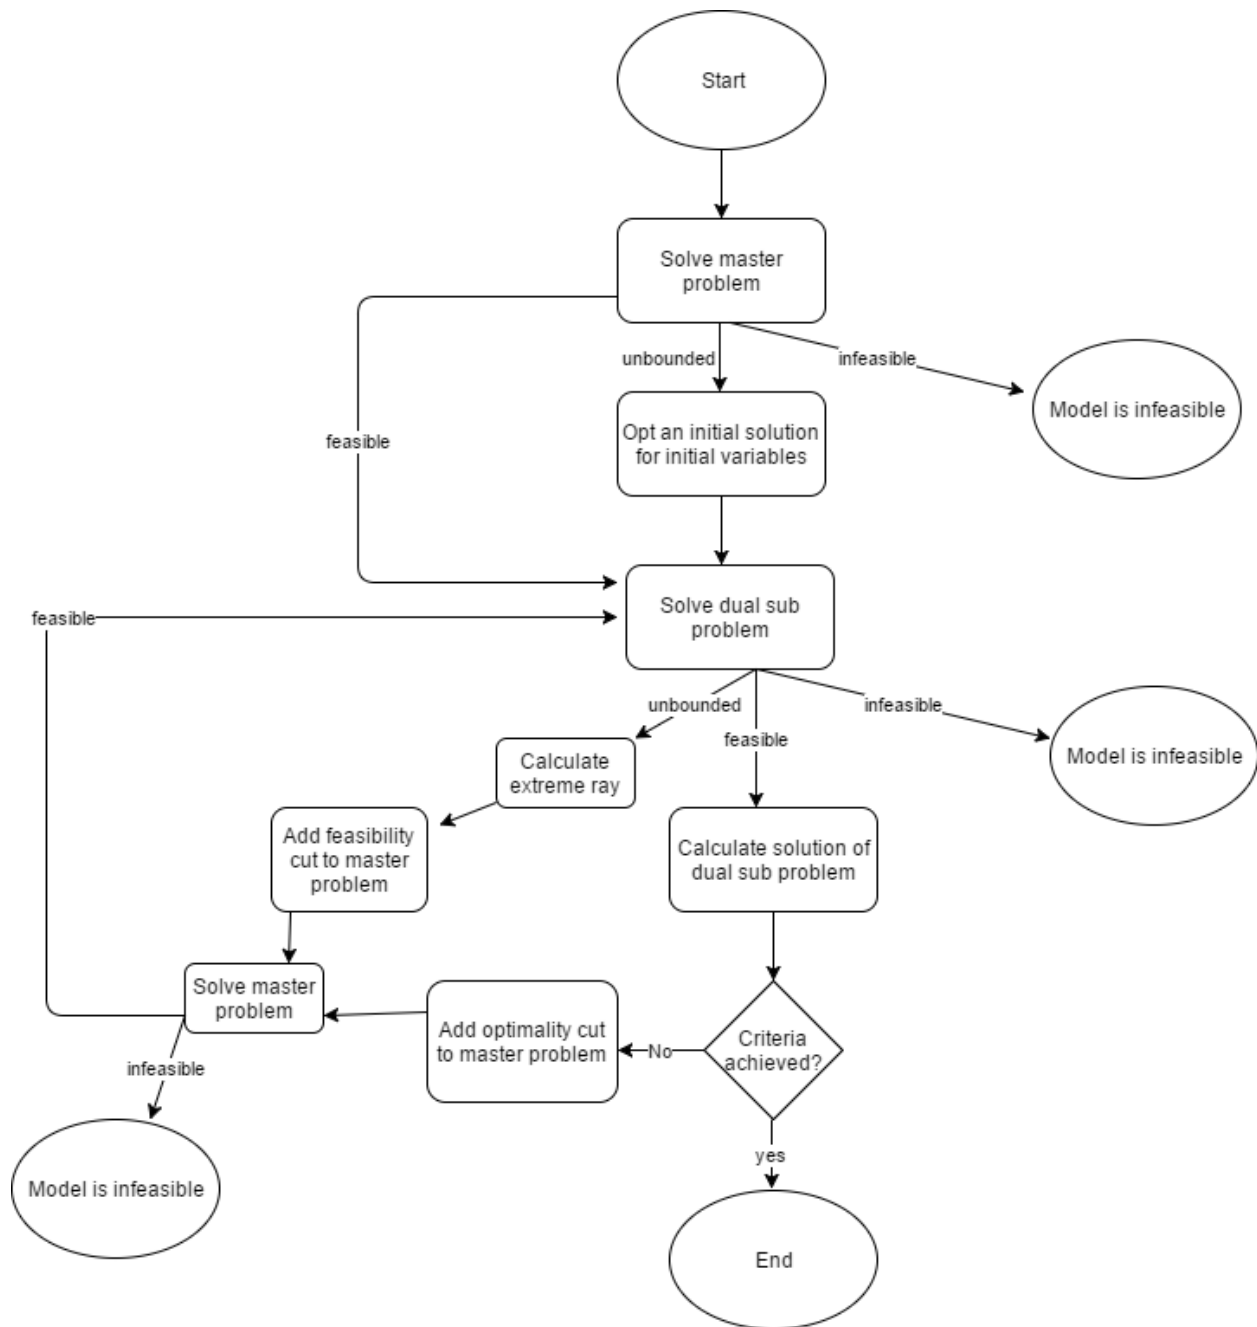 Start
Solve master
problem
unbounded
infeasible
Model is infeasible
feasible
Opt an initial solution
for initial variables
feasible
Solve dual sub
problem
unbounded
infeasible
feasible
Model is infeasible
Calculate
extreme ray
Add feasibility
cut to master
problem
Calculate solution of
dual sub problem
Solve master
problem
Add optimality cut
to master problem
No
Criteria
achieved?
infeasible
yes
Model is infeasible
End